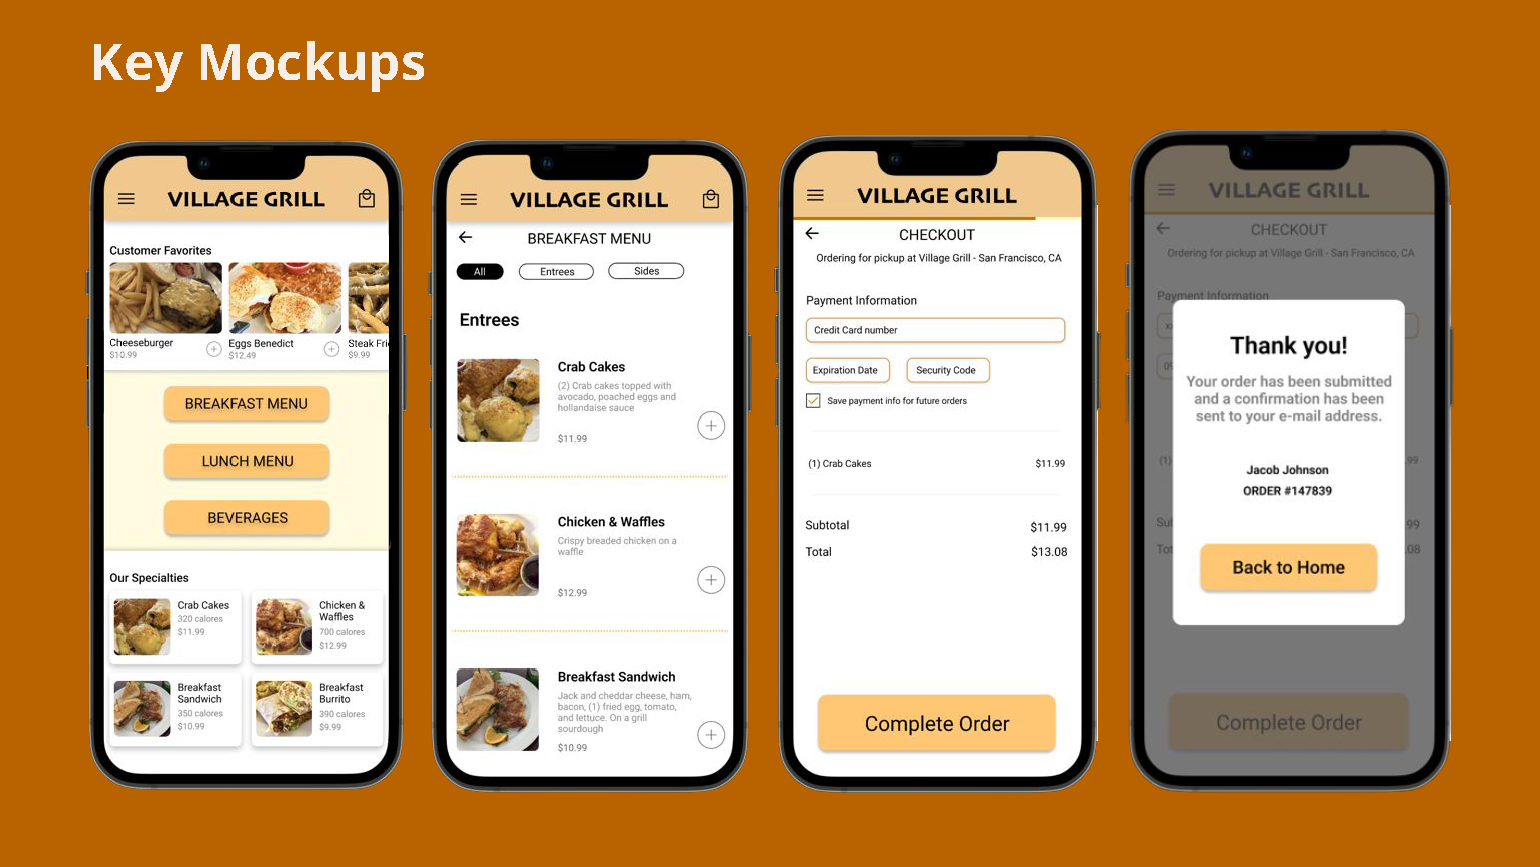 Key Mockups
VILLAGE GRILL
Customer Favorites
Cheeseburger
$10.99
Eggs Benedict
$12.49
Steak Fri
$9.99
BREAKFAST MENU
LUNCH MENU
BEVERAGES
Our Specialties
Crab Cakes
320 calores
$11.99
Chicken &
Waffles
700 calores
$12.99
Breakfast
Sandwich
350 calores
$10.99
Breakfast
Burrito
390 calores
$9.99
VILLAGE GRILL
BREAKFAST MENU
All
Entrees
Sides
Entrees
Crab Cakes
(2) Crab cakes topped with
avocado, poached eggs and
hollandaise sauce
$11.99
Chicken & Waffles
Crispy breaded chicken on a
waffle
$12.99
Breakfast Sandwich
Jack and cheddar cheese, ham,
bacon, (1) fried egg, tomato,
and lettuce. On a grill
sourdough
$10.99
VILLAGE GRILL
CHECKOUT
Ordering for pickup at Village Grill - San Francisco, CA
Payment Information
Credit Card number
Expiration Date
Security Code
Save payment info for future orders
(1) Crab Cakes $11.99
Subtotal $11.99
Total $13.08
Complete Order
VILLAGE GRILL
CHECKOUT
Ordering for pickup at Village Grill - San Francisco, CA
Payment Information
Thank you!
Your order has been submitted
and a confirmation has been
sent to your e-mail address.
(1) .99
Jacob Johnson
ORDER #147839
Sul 99
Tot .08
Back to Home
Complete Order